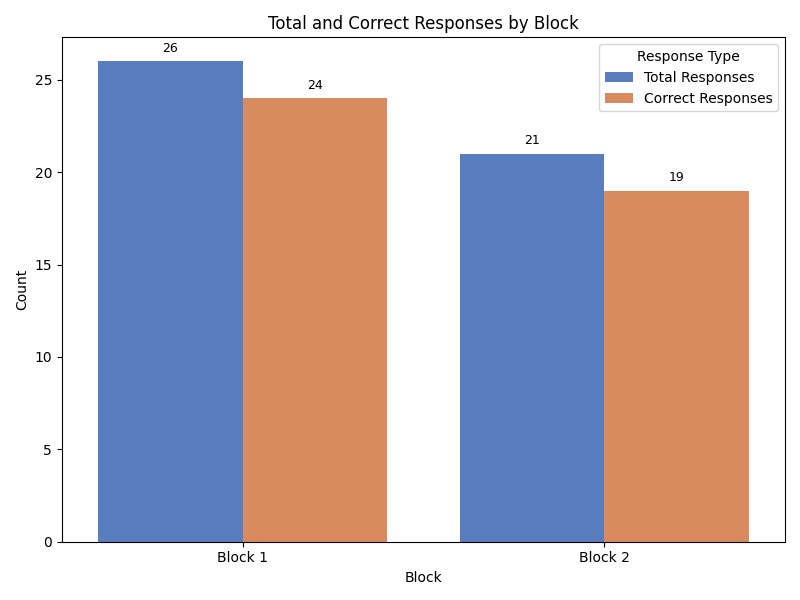 Total and Correct Responses by Block
Response Type
Total Responses
Correct Responses
26
24
21
19
25
20
15
10
5
0
Count
Block 1
Block 2
Block